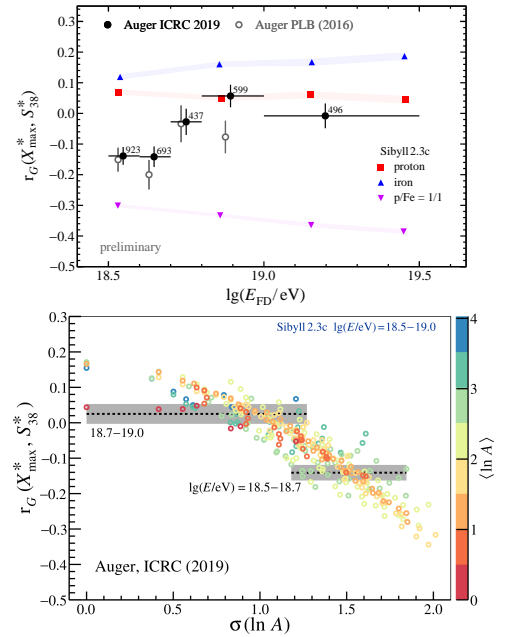 Auger ICRC 2019 Auger PLB (2016)
0.3
0.2
0.1
0.0
−0.1
−0.2
−0.3
−0.4
−0.5
r_G(X*_max, S*_38)
599
496
437
923
693
Sibyll 2.3c
proton
iron
p/Fe = 1/1
preliminary
18.5 19.0 19.5
lg(E_FD/eV)
0.3
0.2
0.1
0.0
−0.1
−0.2
−0.3
−0.4
−0.5
r_G(X*_max, S*_38)
Sibyll 2.3c lg(E/eV)=18.5−19.0
18.7−19.0
lg(E/eV) = 18.5−18.7
Auger, ICRC (2019)
0.0 0.5 1.0 1.5 2.0
σ(ln A)
4
3
2
1
0
⟨ln A⟩